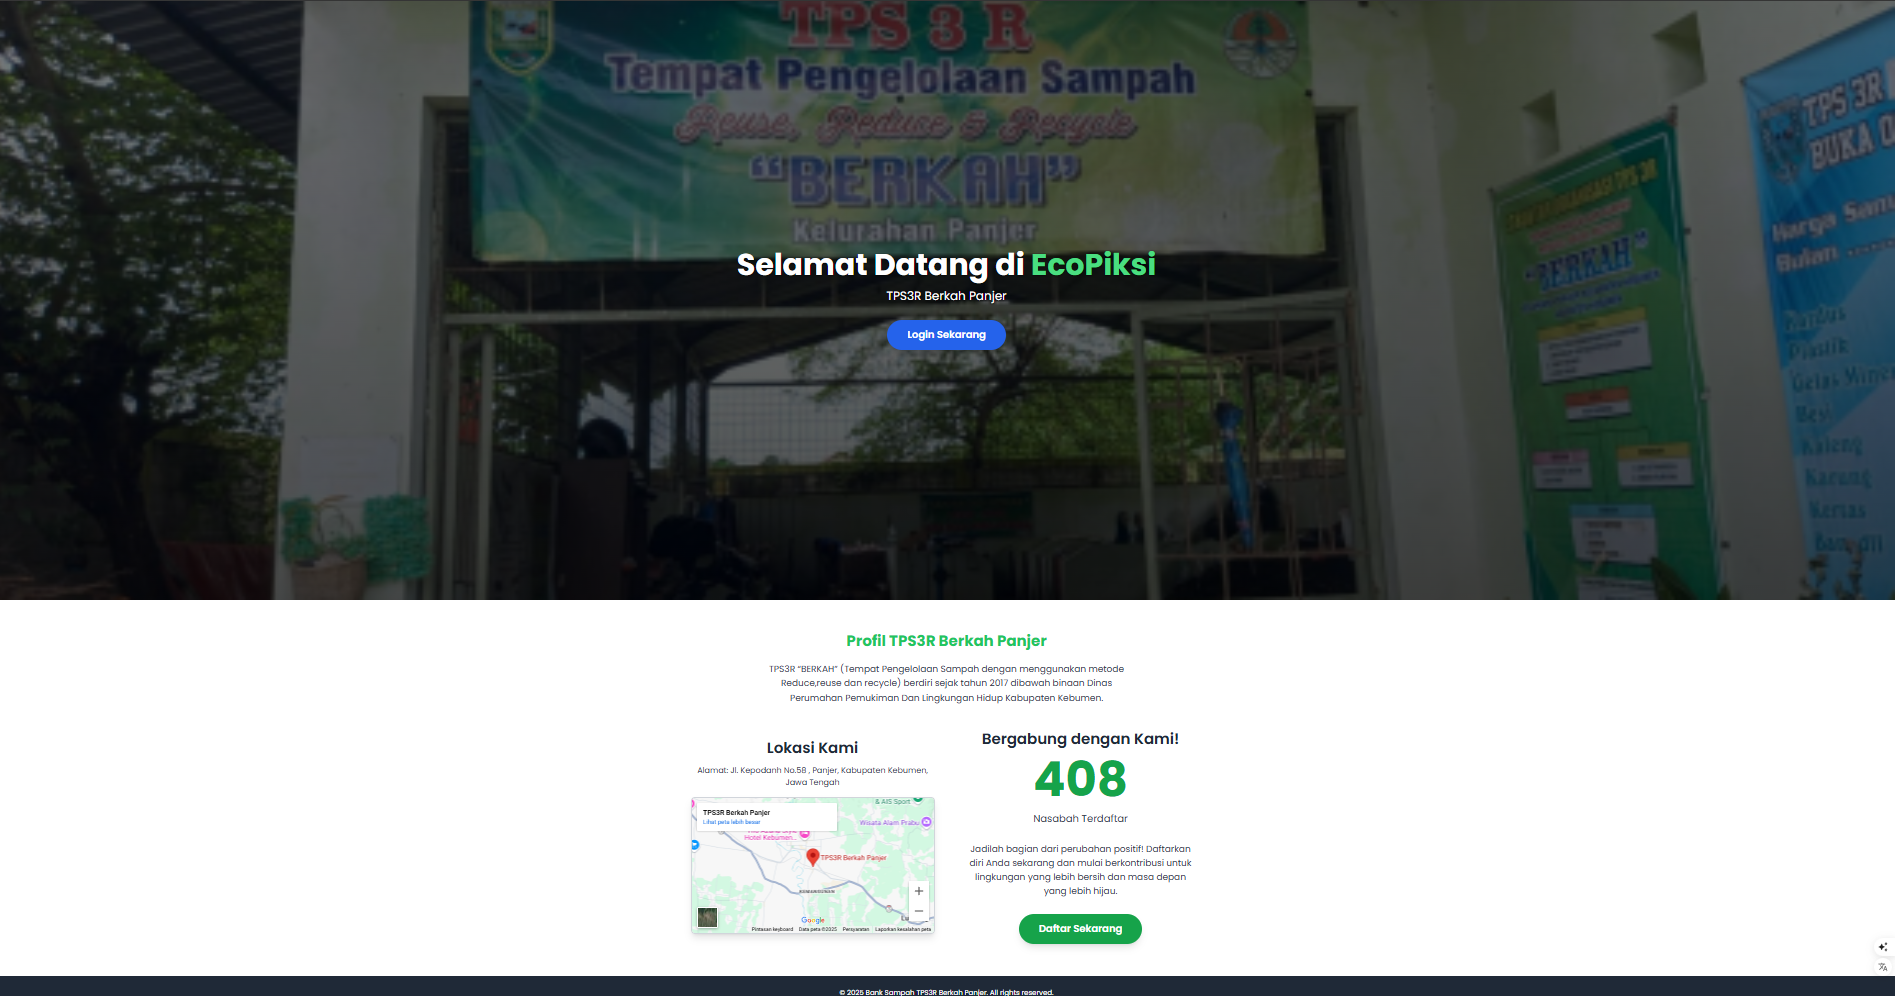 TPS 3 R
Tempat Pengelolaan Sampah
Reuse, Reduce & Recycle
"BERKAH"
Kelurahan Panjer
TPS 3R
BUKA
Harga
Bulan
"BERKAH"
Kardus
Plastik
Gelas
Besi
Kaleng
Karung
Kertas
Selamat Datang di EcoPiksi
TPS3R Berkah Panjer
Login Sekarang
Profil TPS3R Berkah Panjer
TPS3R “BERKAH” (Tempat Pengelolaan Sampah dengan menggunakan metode
Reduce,reuse dan recycle) berdiri sejak tahun 2017 dibawah binaan Dinas
Perumahan Pemukiman Dan Lingkungan Hidup Kabupaten Kebumen.
Lokasi Kami
Alamat: Jl. Kepodanh No.58 , Panjer, Kabupaten Kebumen,
Jawa Tengah
& AIS Sport
TPS3R Berkah Panjer
Lihat peta lebih besar
Wisata Alam Prabu
Hotel Kebumen...
TPS3R Berkah Panjer
Google
Pintasan keyboard Data peta ©2025 Persyaratan Laporkan kesalahan peta
Bergabung dengan Kami!
408
Nasabah Terdaftar
Jadilah bagian dari perubahan positif! Daftarkan
diri Anda sekarang dan mulai berkontribusi untuk
lingkungan yang lebih bersih dan masa depan
yang lebih hijau.
Daftar Sekarang
© 2025 Bank Sampah TPS3R Berkah Panjer. All rights reserved.